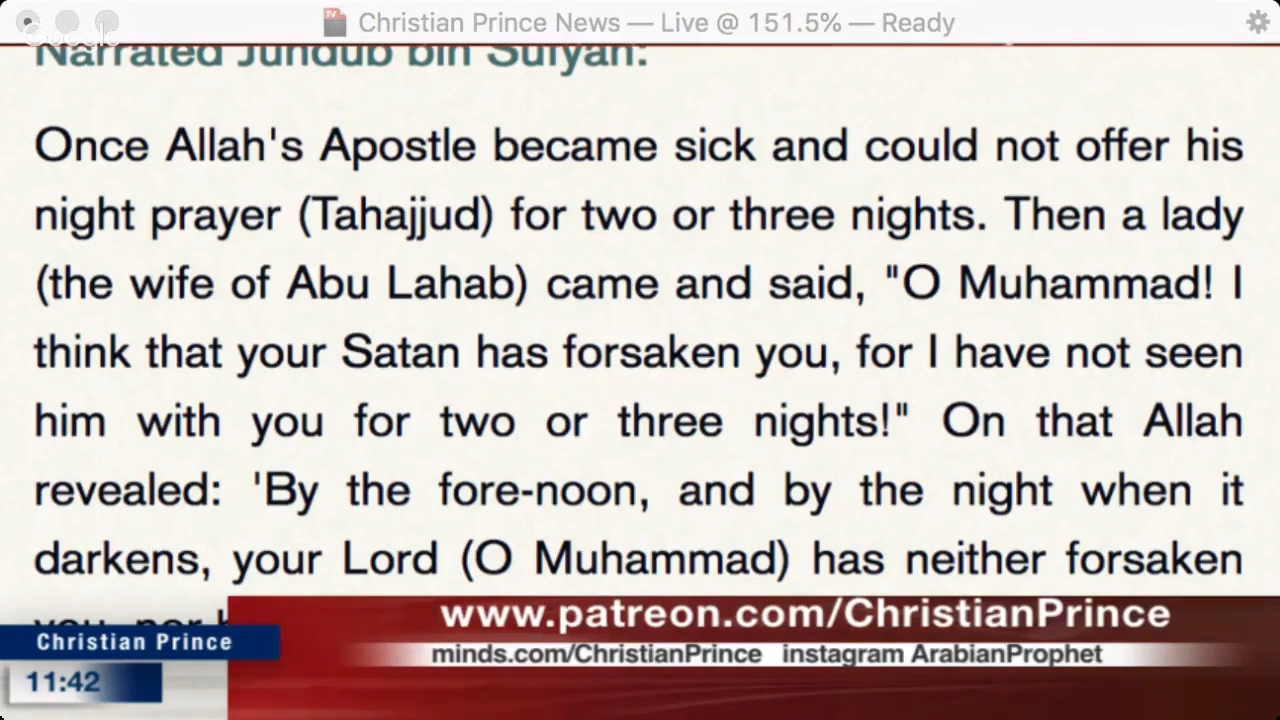 Christian Prince News — Live @ 151.5% — Ready
Google
Narrated Jundub bin Sufyan:
Once Allah's Apostle became sick and could not offer his
night prayer (Tahajjud) for two or three nights. Then a lady
(the wife of Abu Lahab) came and said, "O Muhammad! I
think that your Satan has forsaken you, for I have not seen
him with you for two or three nights!" On that Allah
revealed: 'By the fore-noon, and by the night when it
darkens, your Lord (O Muhammad) has neither forsaken
you, nor
www.patreon.com/ChristianPrince
Christian Prince
minds.com/ChristianPrince instagram ArabianProphet
11:42